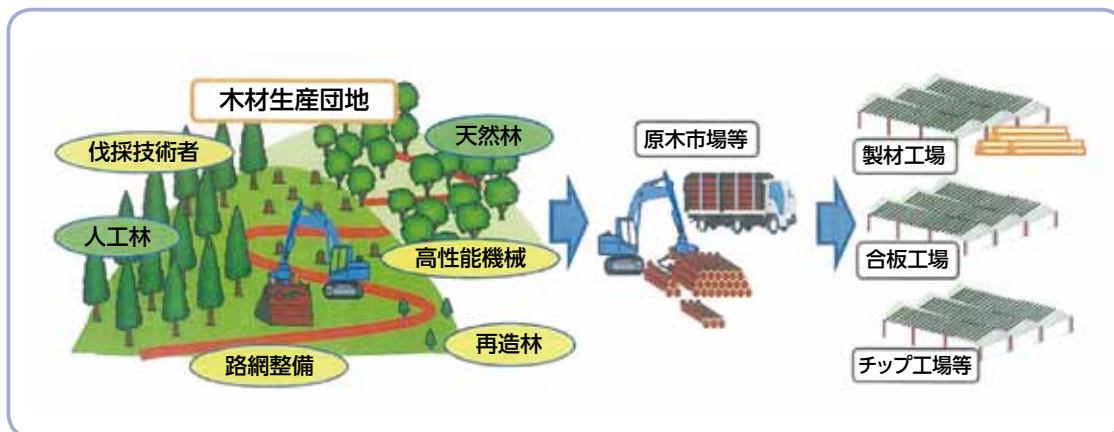 木材生産団地
伐採技術者
天然林
人工林
高性能機械
再造林
路網整備
原木市場等
製材工場
合板工場
チップ工場等